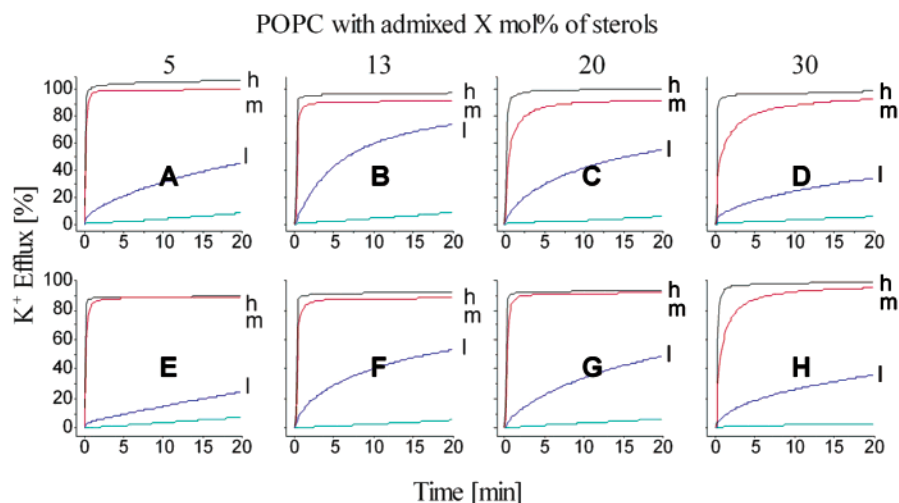 POPC with admixed X mol% of sterols
5 13 20 30
100 h h h h
80 m m m
60 l
40 l l l
20 A B C D
0
0 5 10 15 20 0 5 10 15 20 0 5 10 15 20 0 5 10 15 20
K⁺ Efflux [%]
100 h h h h
80 m m m m
60 l l
40 l
20 E F G H
0
0 5 10 15 20 0 5 10 15 20 0 5 10 15 20 0 5 10 15 20
Time [min]